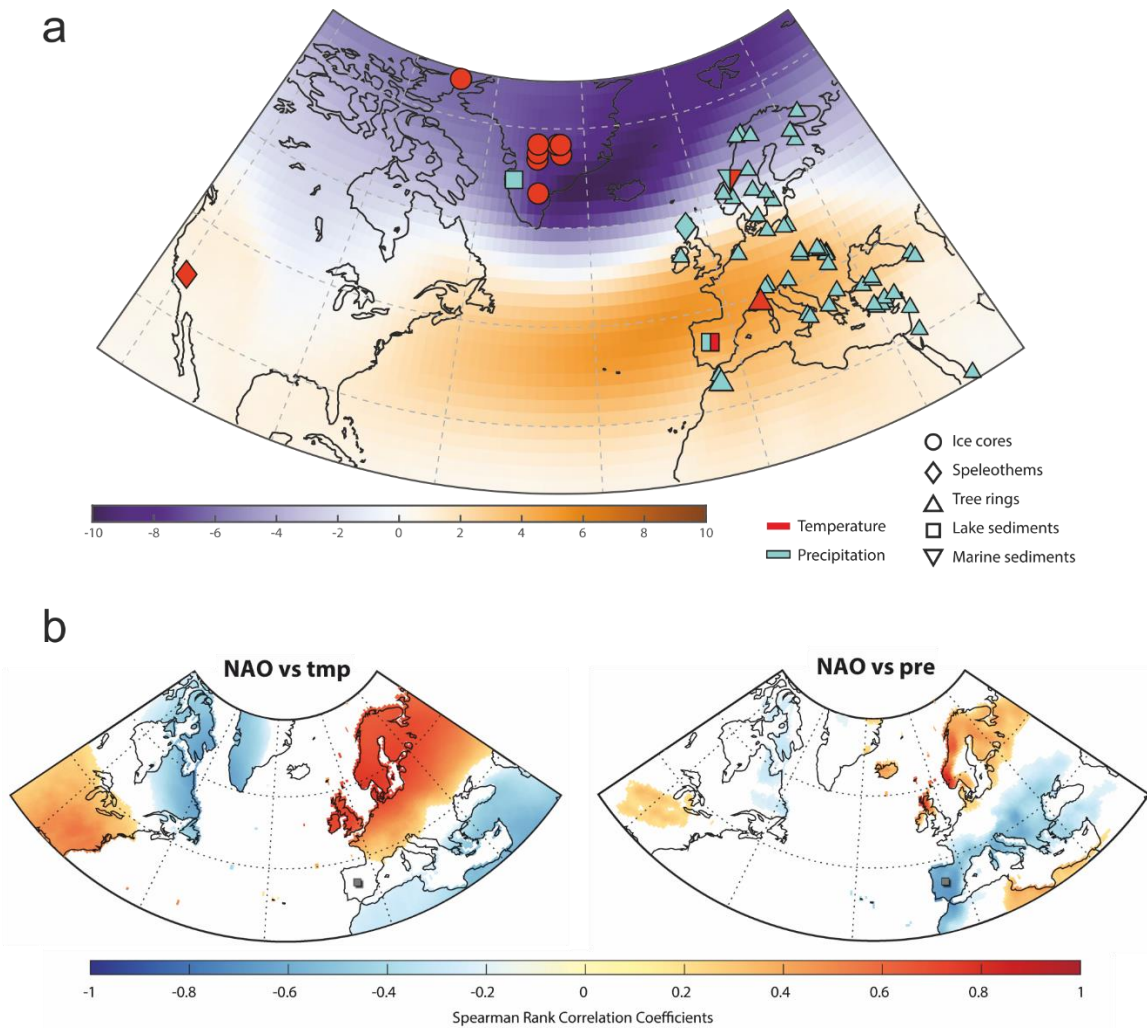 a
-10 -8 -6 -4 -2 0 2 4 6 8 10
Temperature
Precipitation
Ice cores
Speleothems
Tree rings
Lake sediments
Marine sediments
b
NAO vs tmp
NAO vs pre
-1 -0.8 -0.6 -0.4 -0.2 0 0.2 0.4 0.6 0.8 1
Spearman Rank Correlation Coefficients